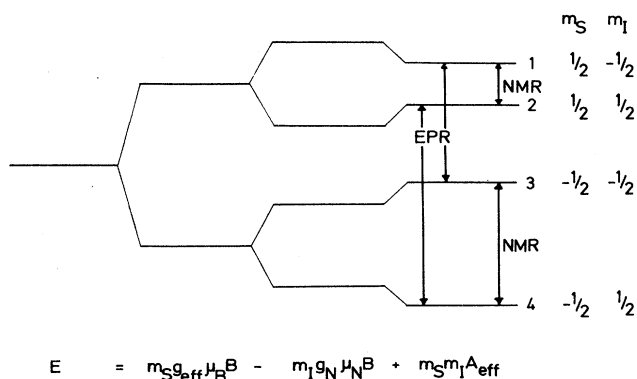 mS mI
1 1/2 -1/2
NMR
2 1/2 1/2
EPR
3 -1/2 -1/2
NMR
4 -1/2 1/2
E = mSgeffμBB - mIgNμNB + mSmIAeff